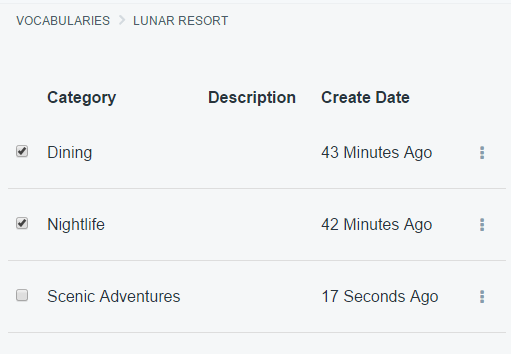 VOCABULARIES > LUNAR RESORT
Category Description Create Date
Dining 43 Minutes Ago
Nightlife 42 Minutes Ago
Scenic Adventures 17 Seconds Ago